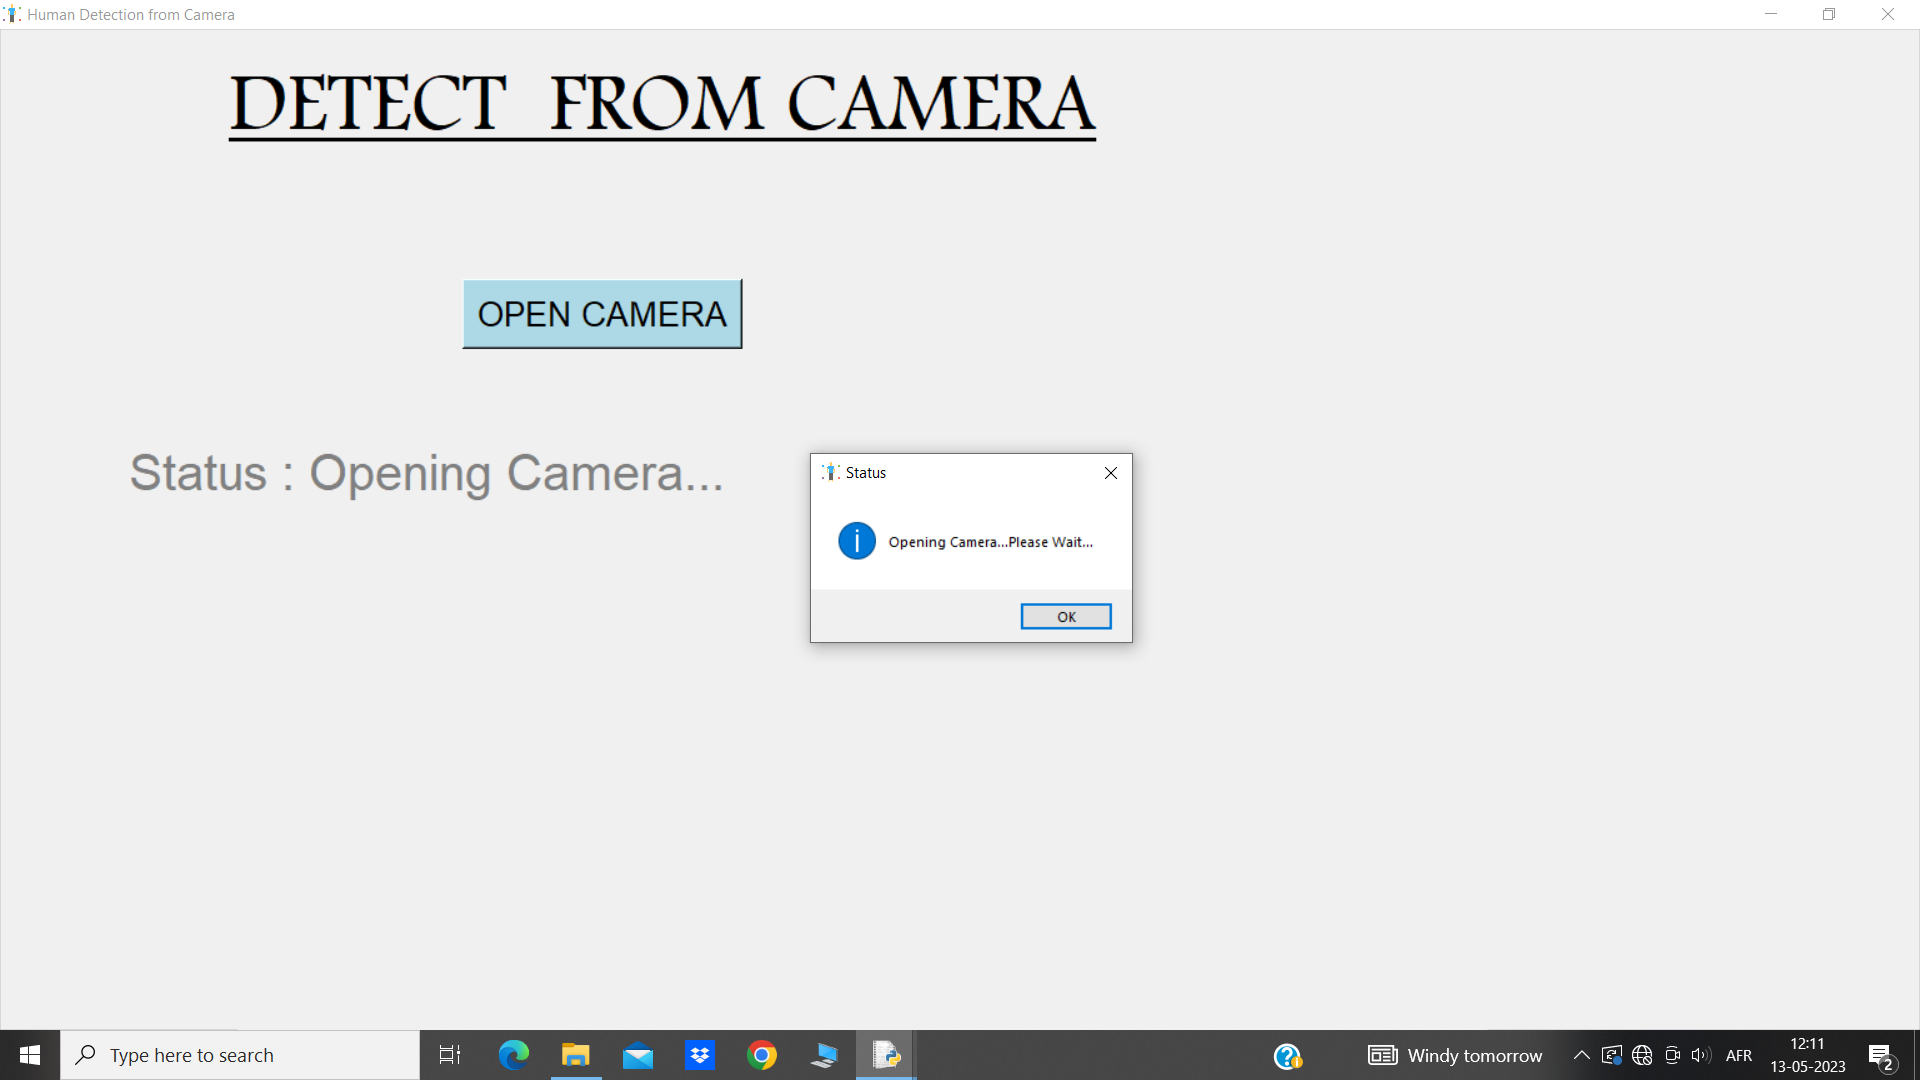 Human Detection from Camera
DETECT  FROM CAMERA
OPEN CAMERA
Status : Opening Camera...
Status
Opening Camera...Please Wait...
OK
Type here to search
Windy tomorrow
AFR
12:11
13-05-2023
2